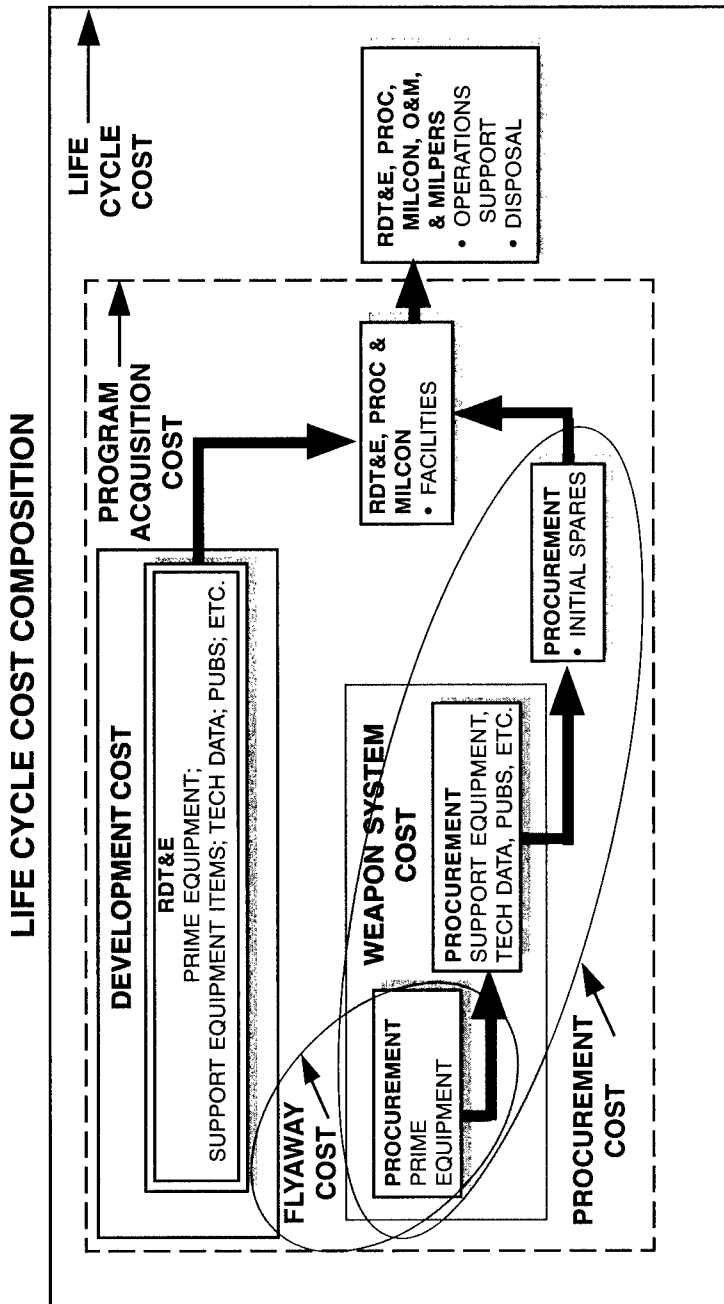 LIFE CYCLE COST COMPOSITION
LIFE
CYCLE
COST
PROGRAM
ACQUISITION
COST
DEVELOPMENT COST
RDT&E
PRIME EQUIPMENT;
SUPPORT EQUIPMENT ITEMS; TECH DATA; PUBS; ETC.
RDT&E, PROC &
MILCON
• FACILITIES
RDT&E, PROC,
MILCON, O&M,
& MILPERS
• OPERATIONS
SUPPORT
• DISPOSAL
FLYAWAY
COST
WEAPON SYSTEM
COST
PROCUREMENT
PRIME
EQUIPMENT
PROCUREMENT
SUPPORT EQUIPMENT,
TECH DATA, PUBS, ETC.
PROCUREMENT
• INITIAL SPARES
PROCUREMENT
COST